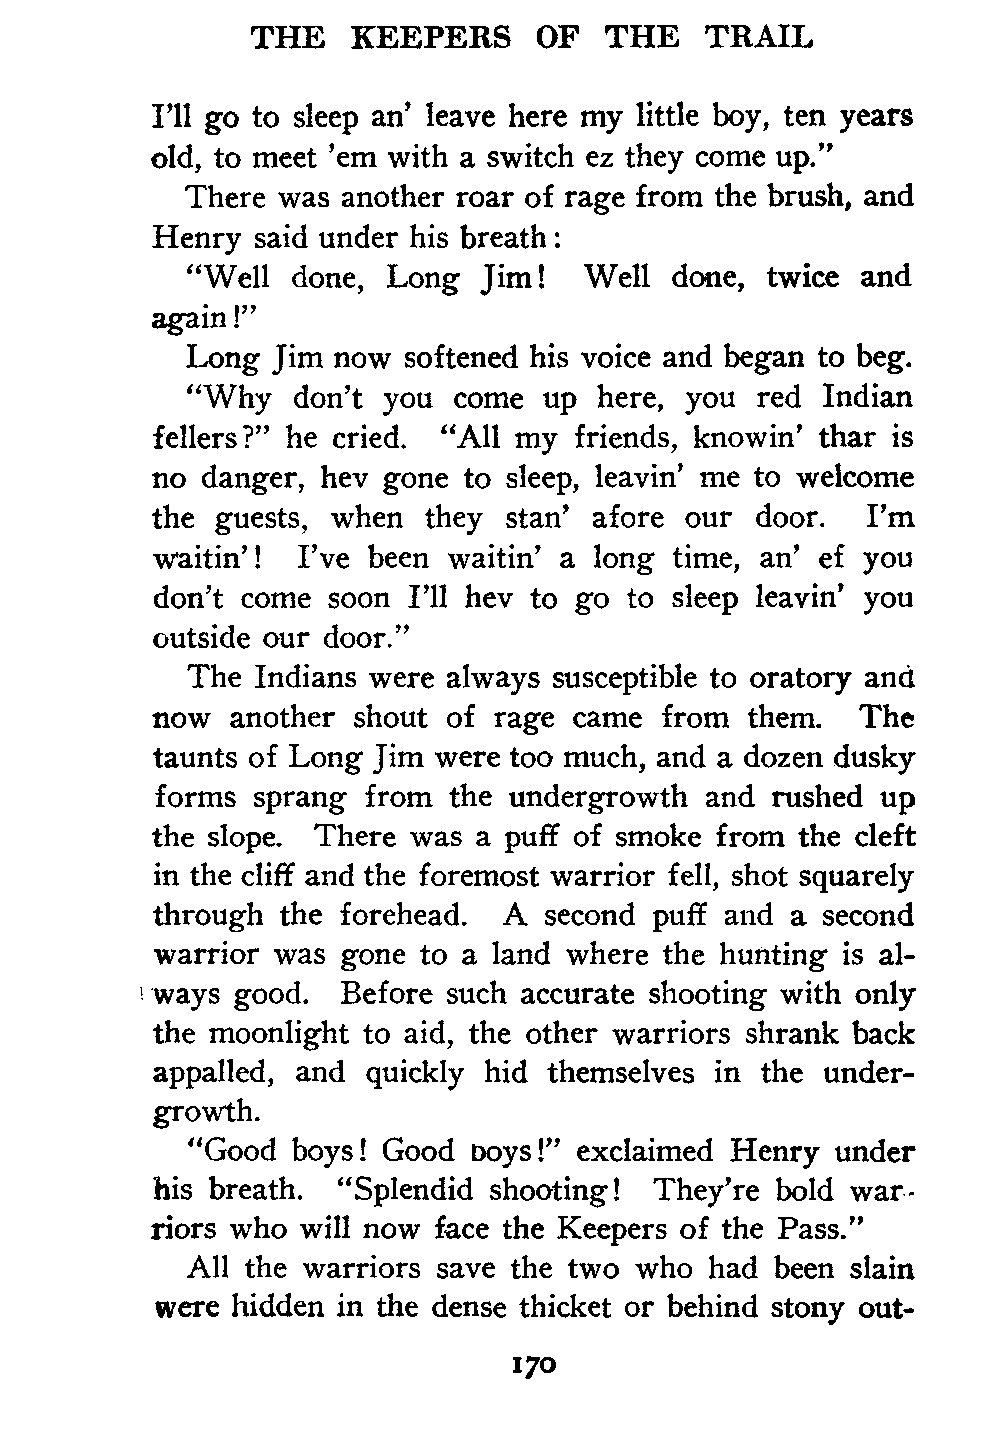 THE KEEPERS OF THE TRAIL
I'll go to sleep an' leave here my little boy, ten years
old, to meet 'em with a switch ez they come up."
There was another roar of rage from the brush, and
Henry said under his breath:
"Well done, Long Jim! Well done, twice and
again!"
Long Jim now softened his voice and began to beg.
"Why don't you come up here, you red Indian
fellers?" he cried. "All my friends, knowin' thar is
no danger, hev gone to sleep, leavin' me to welcome
the guests, when they stan' afore our door. I'm
waitin'! I've been waitin' a long time, an' ef you
don't come soon I'll hev to go to sleep leavin' you
outside our door."
The Indians were always susceptible to oratory and
now another shout of rage came from them. The
taunts of Long Jim were too much, and a dozen dusky
forms sprang from the undergrowth and rushed up
the slope. There was a puff of smoke from the cleft
in the cliff and the foremost warrior fell, shot squarely
through the forehead. A second puff and a second
warrior was gone to a land where the hunting is al-
ways good. Before such accurate shooting with only
the moonlight to aid, the other warriors shrank back
appalled, and quickly hid themselves in the under-
growth.
"Good boys! Good boys!" exclaimed Henry under
his breath. "Splendid shooting! They're bold war-
riors who will now face the Keepers of the Pass."
All the warriors save the two who had been slain
were hidden in the dense thicket or behind stony out-
170